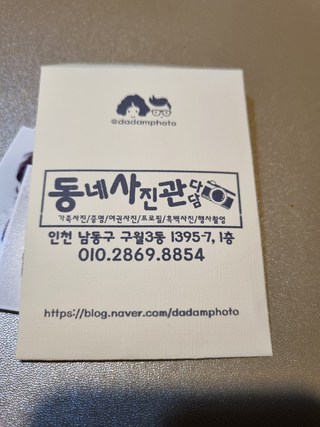 @dadamphoto
동네사진관 다담
가족사진/증명/여권사진/프로필/흑백사진/행사촬영
인천 남동구 구월3동 1395-7, 1층
010.2869.8854
https://blog.naver.com/dadamphoto